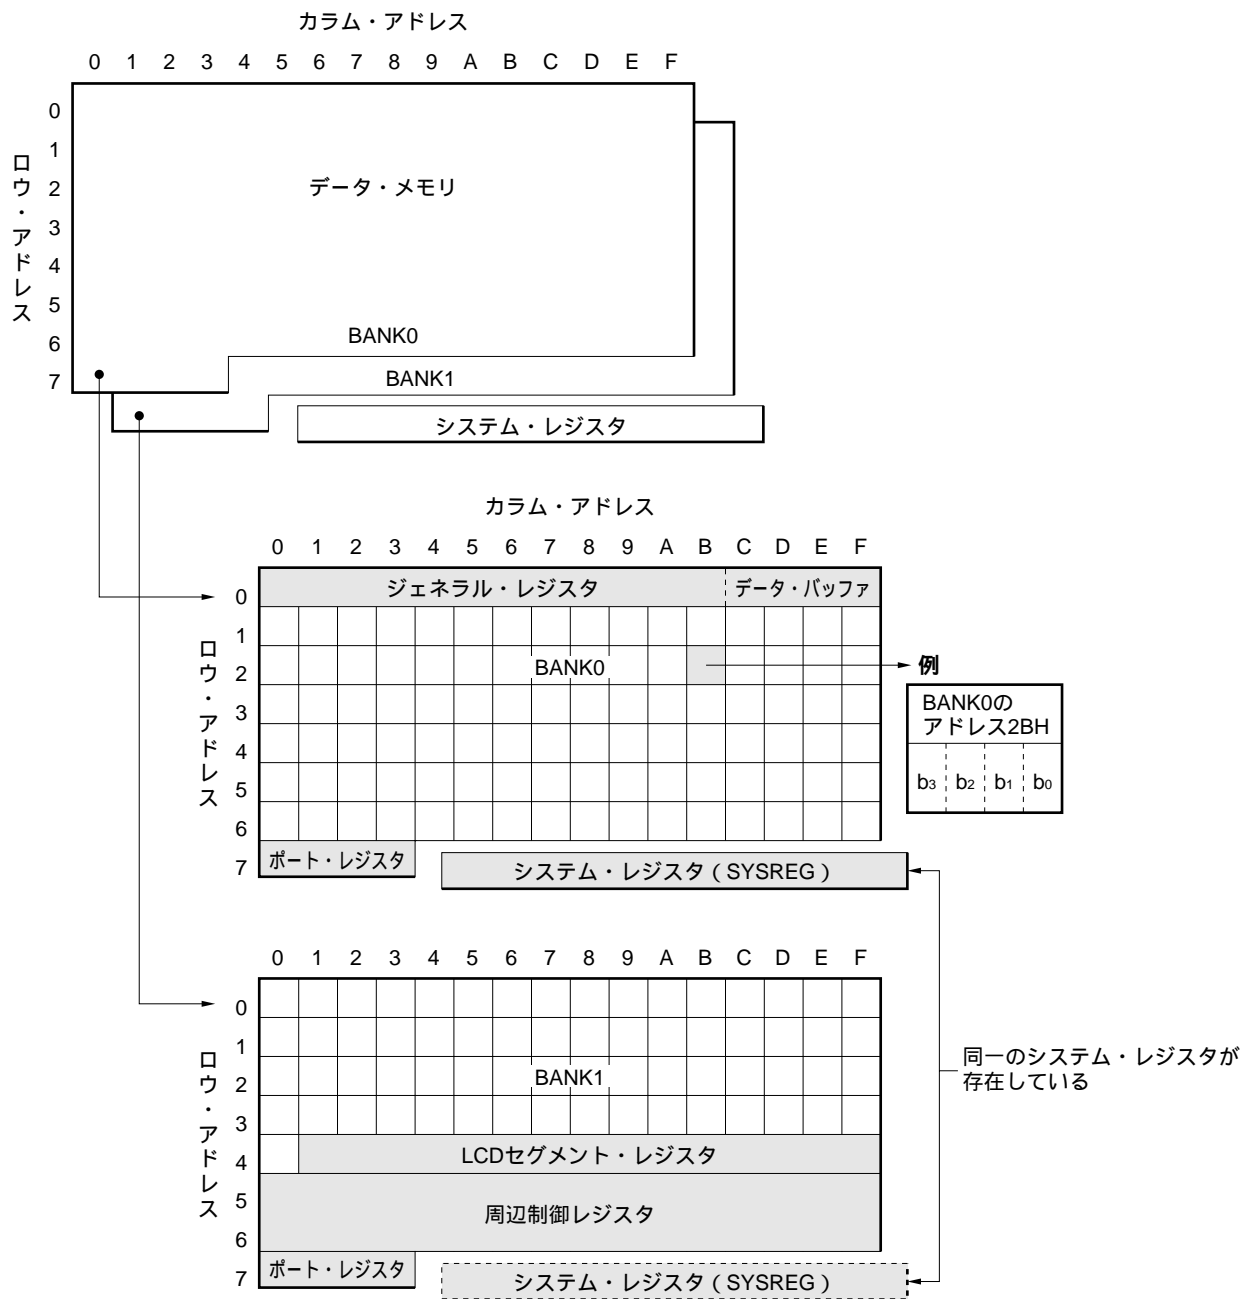 カラム・アドレス
0 1 2 3 4 5 6 7 8 9 A B C D E F
ロウ・アドレス
0
1
2
3
4
5
6
7
データ・メモリ
BANK0
BANK1
システム・レジスタ
カラム・アドレス
0 1 2 3 4 5 6 7 8 9 A B C D E F
ロウ・アドレス
0
1
2
3
4
5
6
7
ジェネラル・レジスタ
データ・バッファ
BANK0
例
BANK0の
アドレス2BH
b3 b2 b1 b0
ポート・レジスタ
システム・レジスタ(SYSREG)
0 1 2 3 4 5 6 7 8 9 A B C D E F
ロウ・アドレス
0
1
2
3
4
5
6
7
BANK1
LCDセグメント・レジスタ
周辺制御レジスタ
ポート・レジスタ
システム・レジスタ(SYSREG)
同一のシステム・レジスタが
存在している